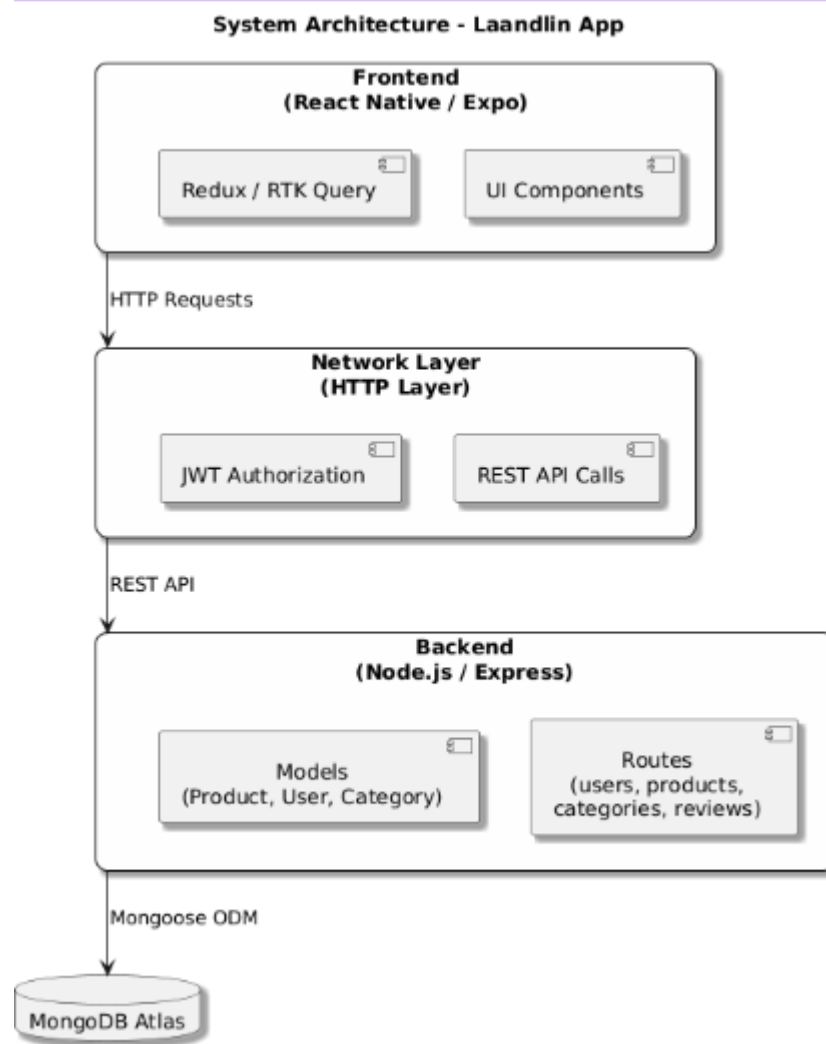 System Architecture - Laandlin App
Frontend
(React Native / Expo)
Redux / RTK Query
UI Components
HTTP Requests
Network Layer
(HTTP Layer)
JWT Authorization
REST API Calls
REST API
Backend
(Node.js / Express)
Models
(Product, User, Category)
Routes
(users, products,
categories, reviews)
Mongoose ODM
MongoDB Atlas